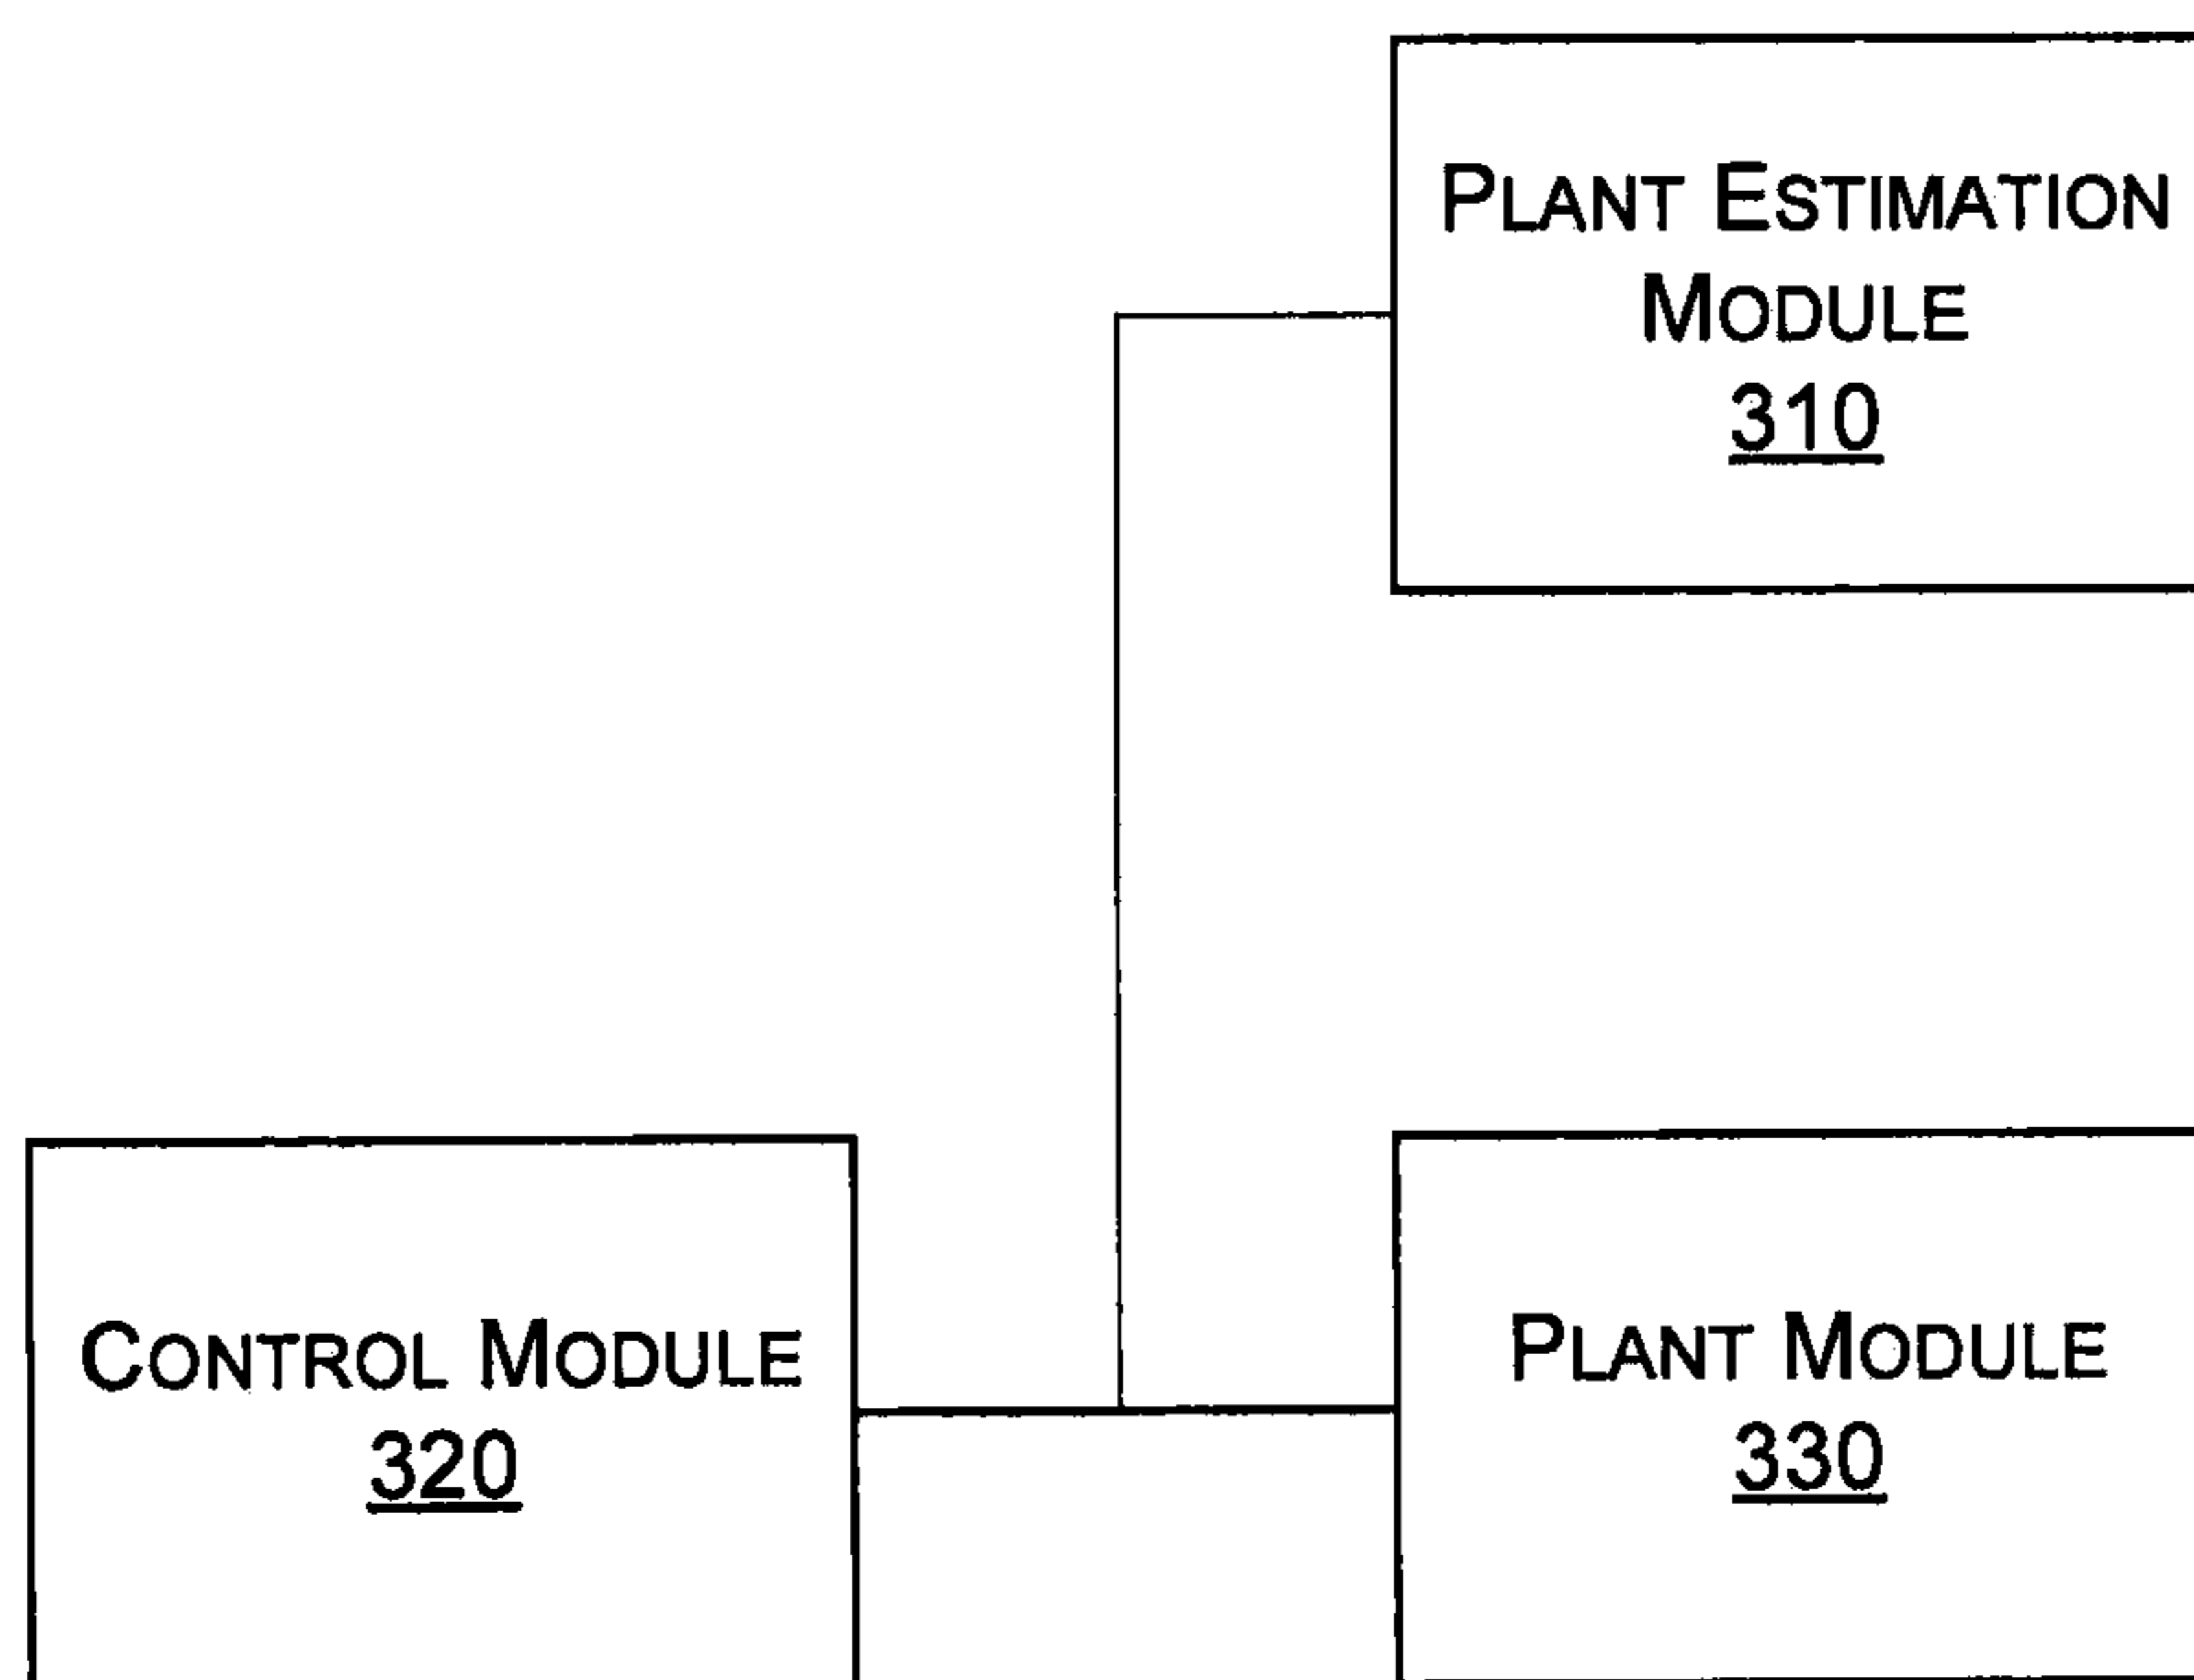 PLANT ESTIMATION
MODULE
310
CONTROL MODULE
320
PLANT MODULE
330